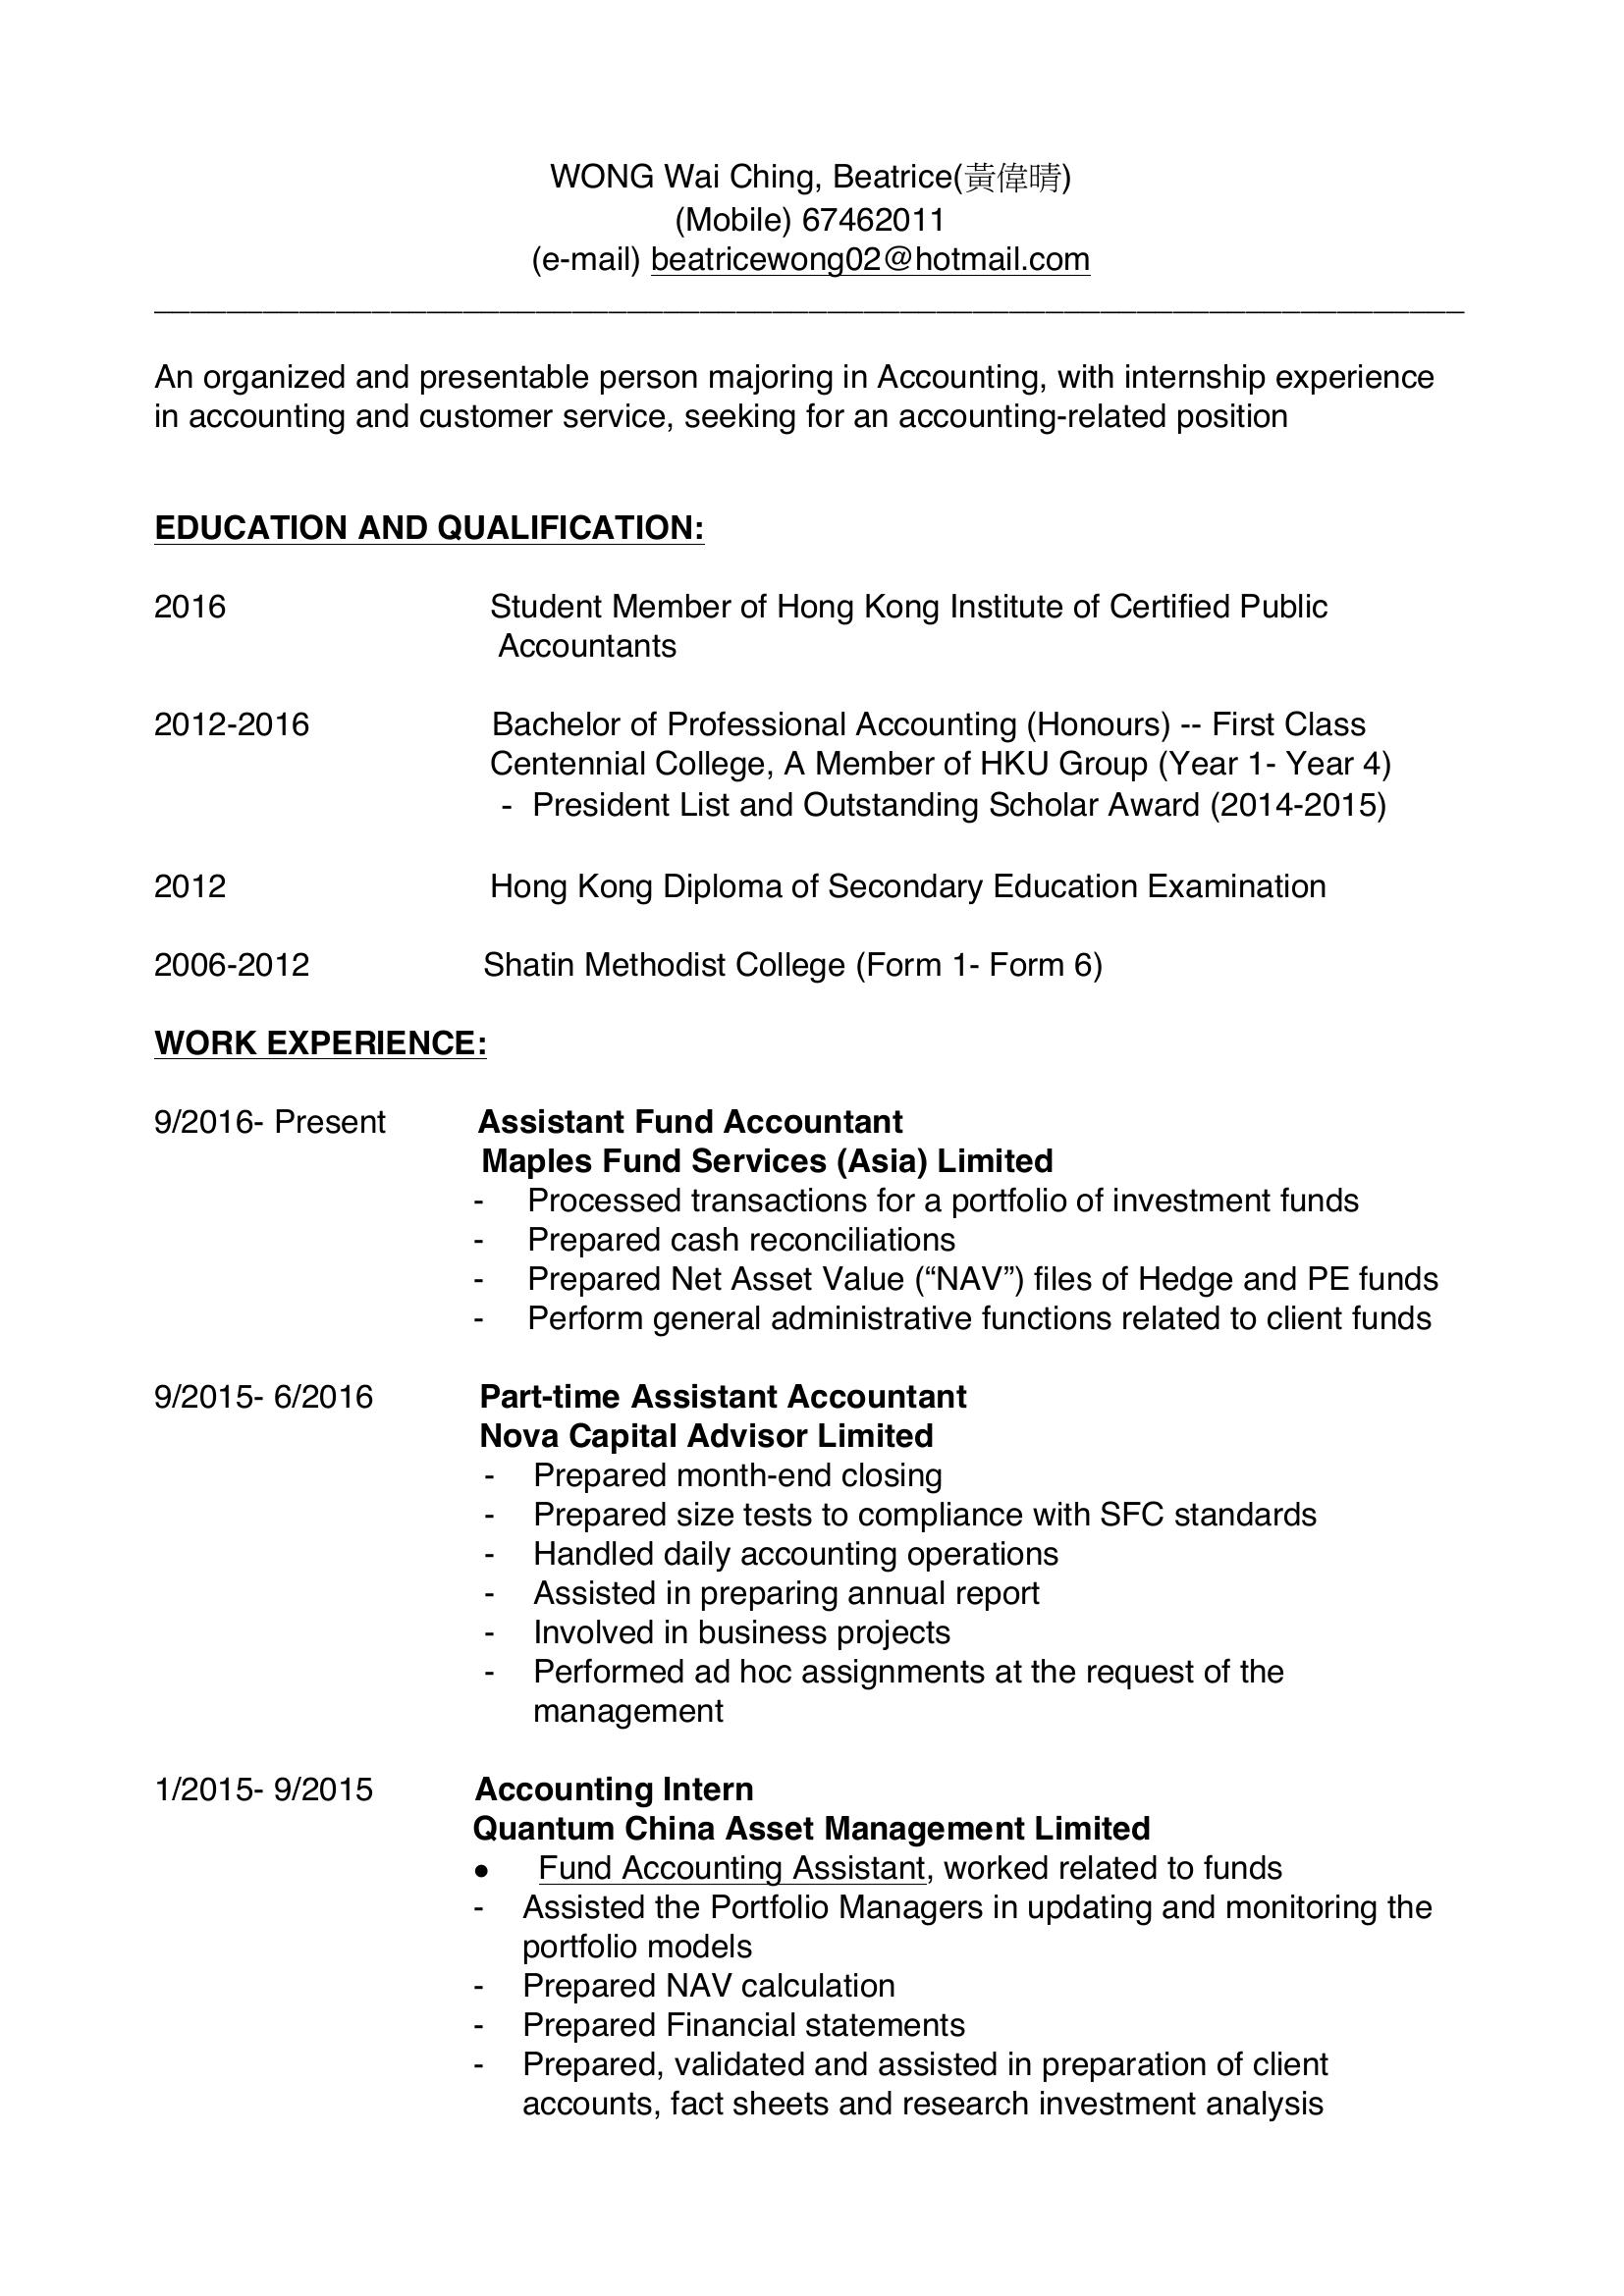 WONG Wai Ching, Beatrice(黃偉晴)
(Mobile) 67462011
(e-mail) beatricewong02@hotmail.com
An organized and presentable person majoring in Accounting, with internship experience
in accounting and customer service, seeking for an accounting-related position
EDUCATION AND QUALIFICATION:
2016 Student Member of Hong Kong Institute of Certified Public
Accountants
2012-2016 Bachelor of Professional Accounting (Honours) -- First Class
Centennial College, A Member of HKU Group (Year 1- Year 4)
- President List and Outstanding Scholar Award (2014-2015)
2012 Hong Kong Diploma of Secondary Education Examination
2006-2012 Shatin Methodist College (Form 1- Form 6)
WORK EXPERIENCE:
9/2016- Present Assistant Fund Accountant
Maples Fund Services (Asia) Limited
- Processed transactions for a portfolio of investment funds
- Prepared cash reconciliations
- Prepared Net Asset Value (“NAV”) files of Hedge and PE funds
- Perform general administrative functions related to client funds
9/2015- 6/2016 Part-time Assistant Accountant
Nova Capital Advisor Limited
- Prepared month-end closing
- Prepared size tests to compliance with SFC standards
- Handled daily accounting operations
- Assisted in preparing annual report
- Involved in business projects
- Performed ad hoc assignments at the request of the
management
1/2015- 9/2015 Accounting Intern
Quantum China Asset Management Limited
● Fund Accounting Assistant, worked related to funds
- Assisted the Portfolio Managers in updating and monitoring the
portfolio models
- Prepared NAV calculation
- Prepared Financial statements
- Prepared, validated and assisted in preparation of client
accounts, fact sheets and research investment analysis